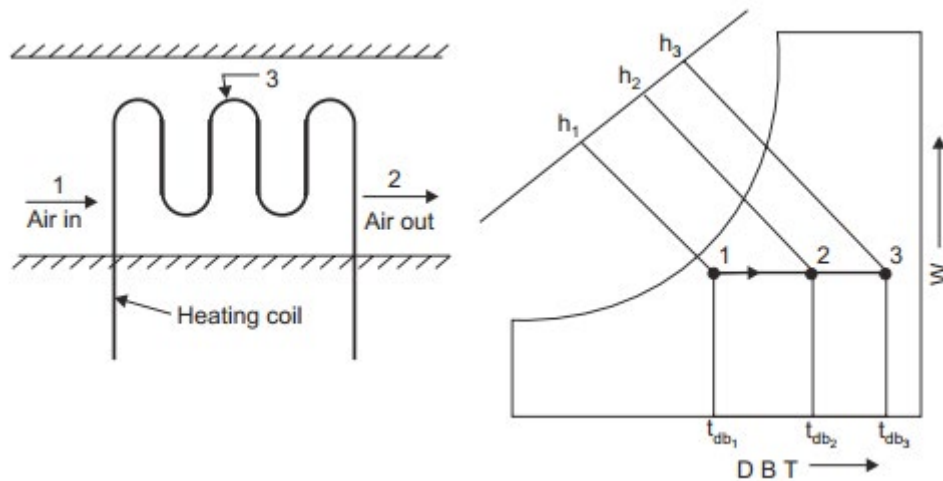 3
1
Air in
2
Air out
Heating coil
h3
h2
h1
1
2
3
W
tdb1
tdb2
tdb3
D B T